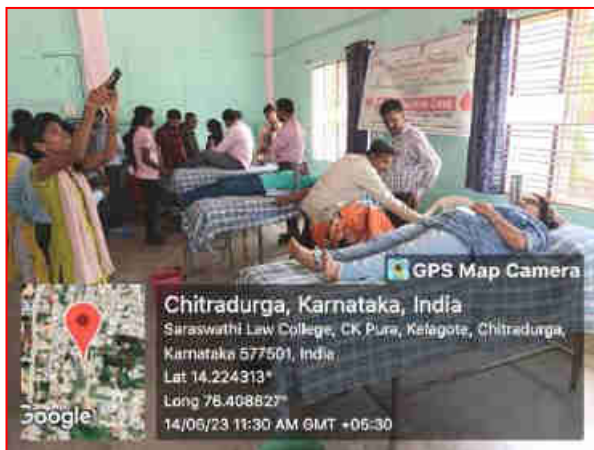 GPS Map Camera
Chitradurga, Karnataka, India
Saraswathi Law College, CK Pura, Kelagote, Chitradurga,
Karnataka 577501, India
Lat 14.224313°
Long 76.408827°
14/06/23 11:30 AM GMT +05:30
Google